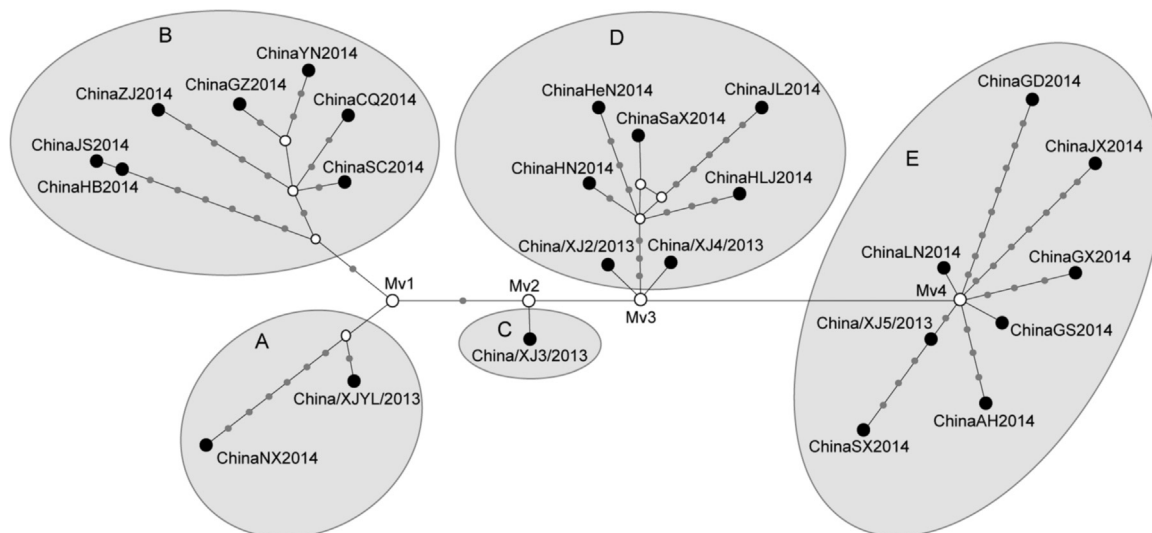 B
ChinaYN2014
ChinaGZ2014
ChinaZJ2014
ChinaCQ2014
ChinaJS2014
ChinaHB2014
ChinaSC2014
D
ChinaHeN2014
ChinaJL2014
ChinaSaX2014
ChinaHN2014
ChinaHLJ2014
China/XJ2/2013
China/XJ4/2013
E
ChinaGD2014
ChinaJX2014
ChinaLN2014
ChinaGX2014
Mv4
China/XJ5/2013
ChinaGS2014
ChinaAH2014
ChinaSX2014
Mv1
Mv2
Mv3
C
China/XJ3/2013
A
China/XJYL/2013
ChinaNX2014